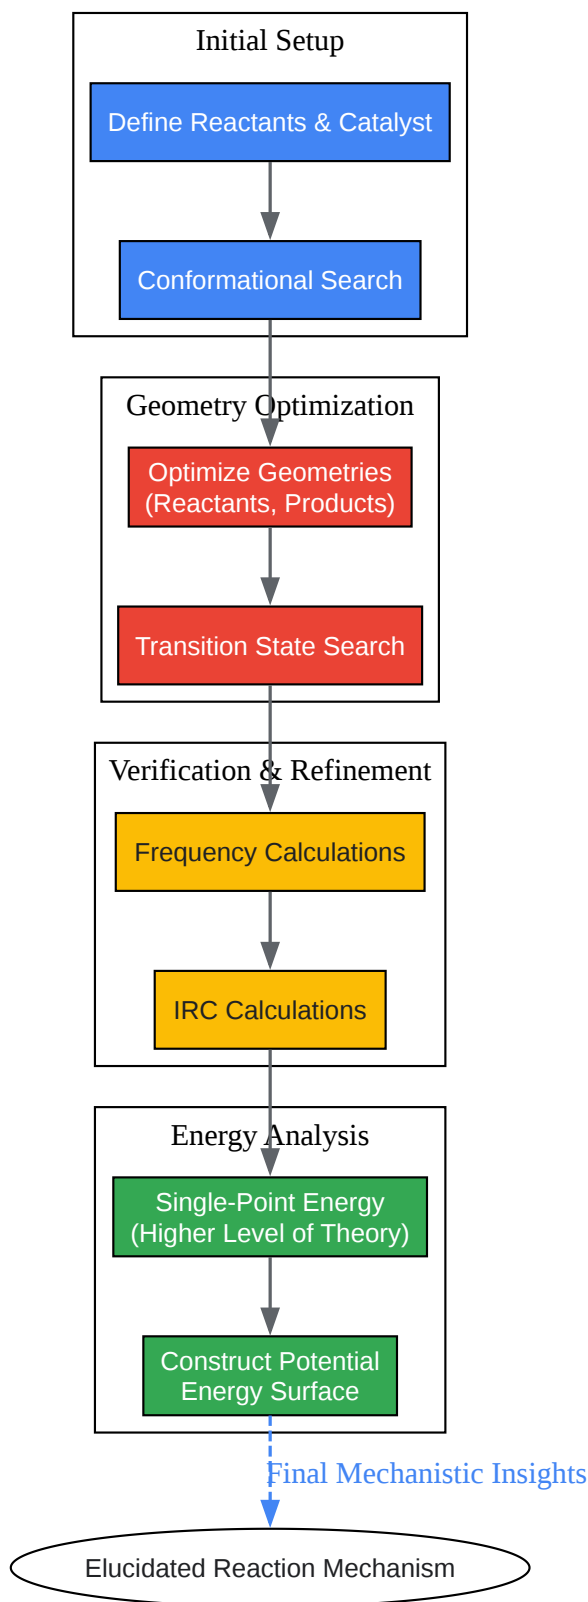 Initial Setup
Define Reactants & Catalyst
Conformational Search
Geometry Optimization
Optimize Geometries
(Reactants, Products)
Transition State Search
Verification & Refinement
Frequency Calculations
IRC Calculations
Energy Analysis
Single-Point Energy
(Higher Level of Theory)
Construct Potential
Energy Surface
Final Mechanistic Insights
Elucidated Reaction Mechanism